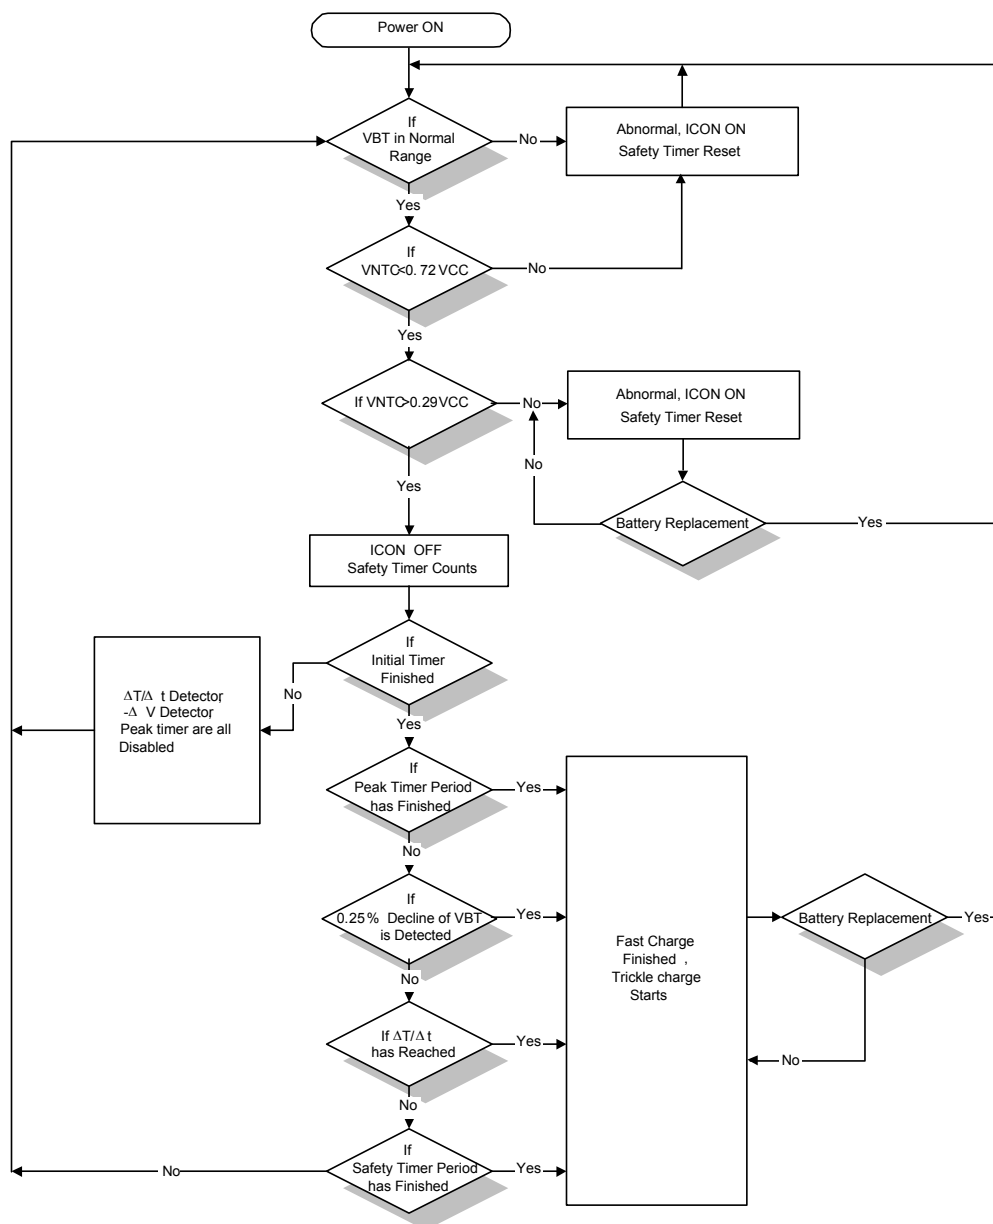 Power ON
If
VBT in Normal
Range
No
Abnormal, ICON ON
Safety Timer Reset
Yes
If
VNTC<0.72 VCC
No
Yes
If VNTC>0.29VCC
No
Abnormal, ICON ON
Safety Timer Reset
No
Yes
Battery Replacement
Yes
ICON OFF
Safety Timer Counts
If
Initial Timer
Finished
No
ΔT/Δ t Detector,
-Δ V Detector,
Peak timer are all
Disabled
Yes
If
Peak Timer Period
has Finished
Yes
No
If
0.25% Decline of VBT
is Detected
Yes
Fast Charge
Finished ,
Trickle charge
Starts
Battery Replacement
Yes
No
If ΔT/Δ t
has Reached
Yes
No
No
If
Safety Timer Period
has Finished
Yes
No